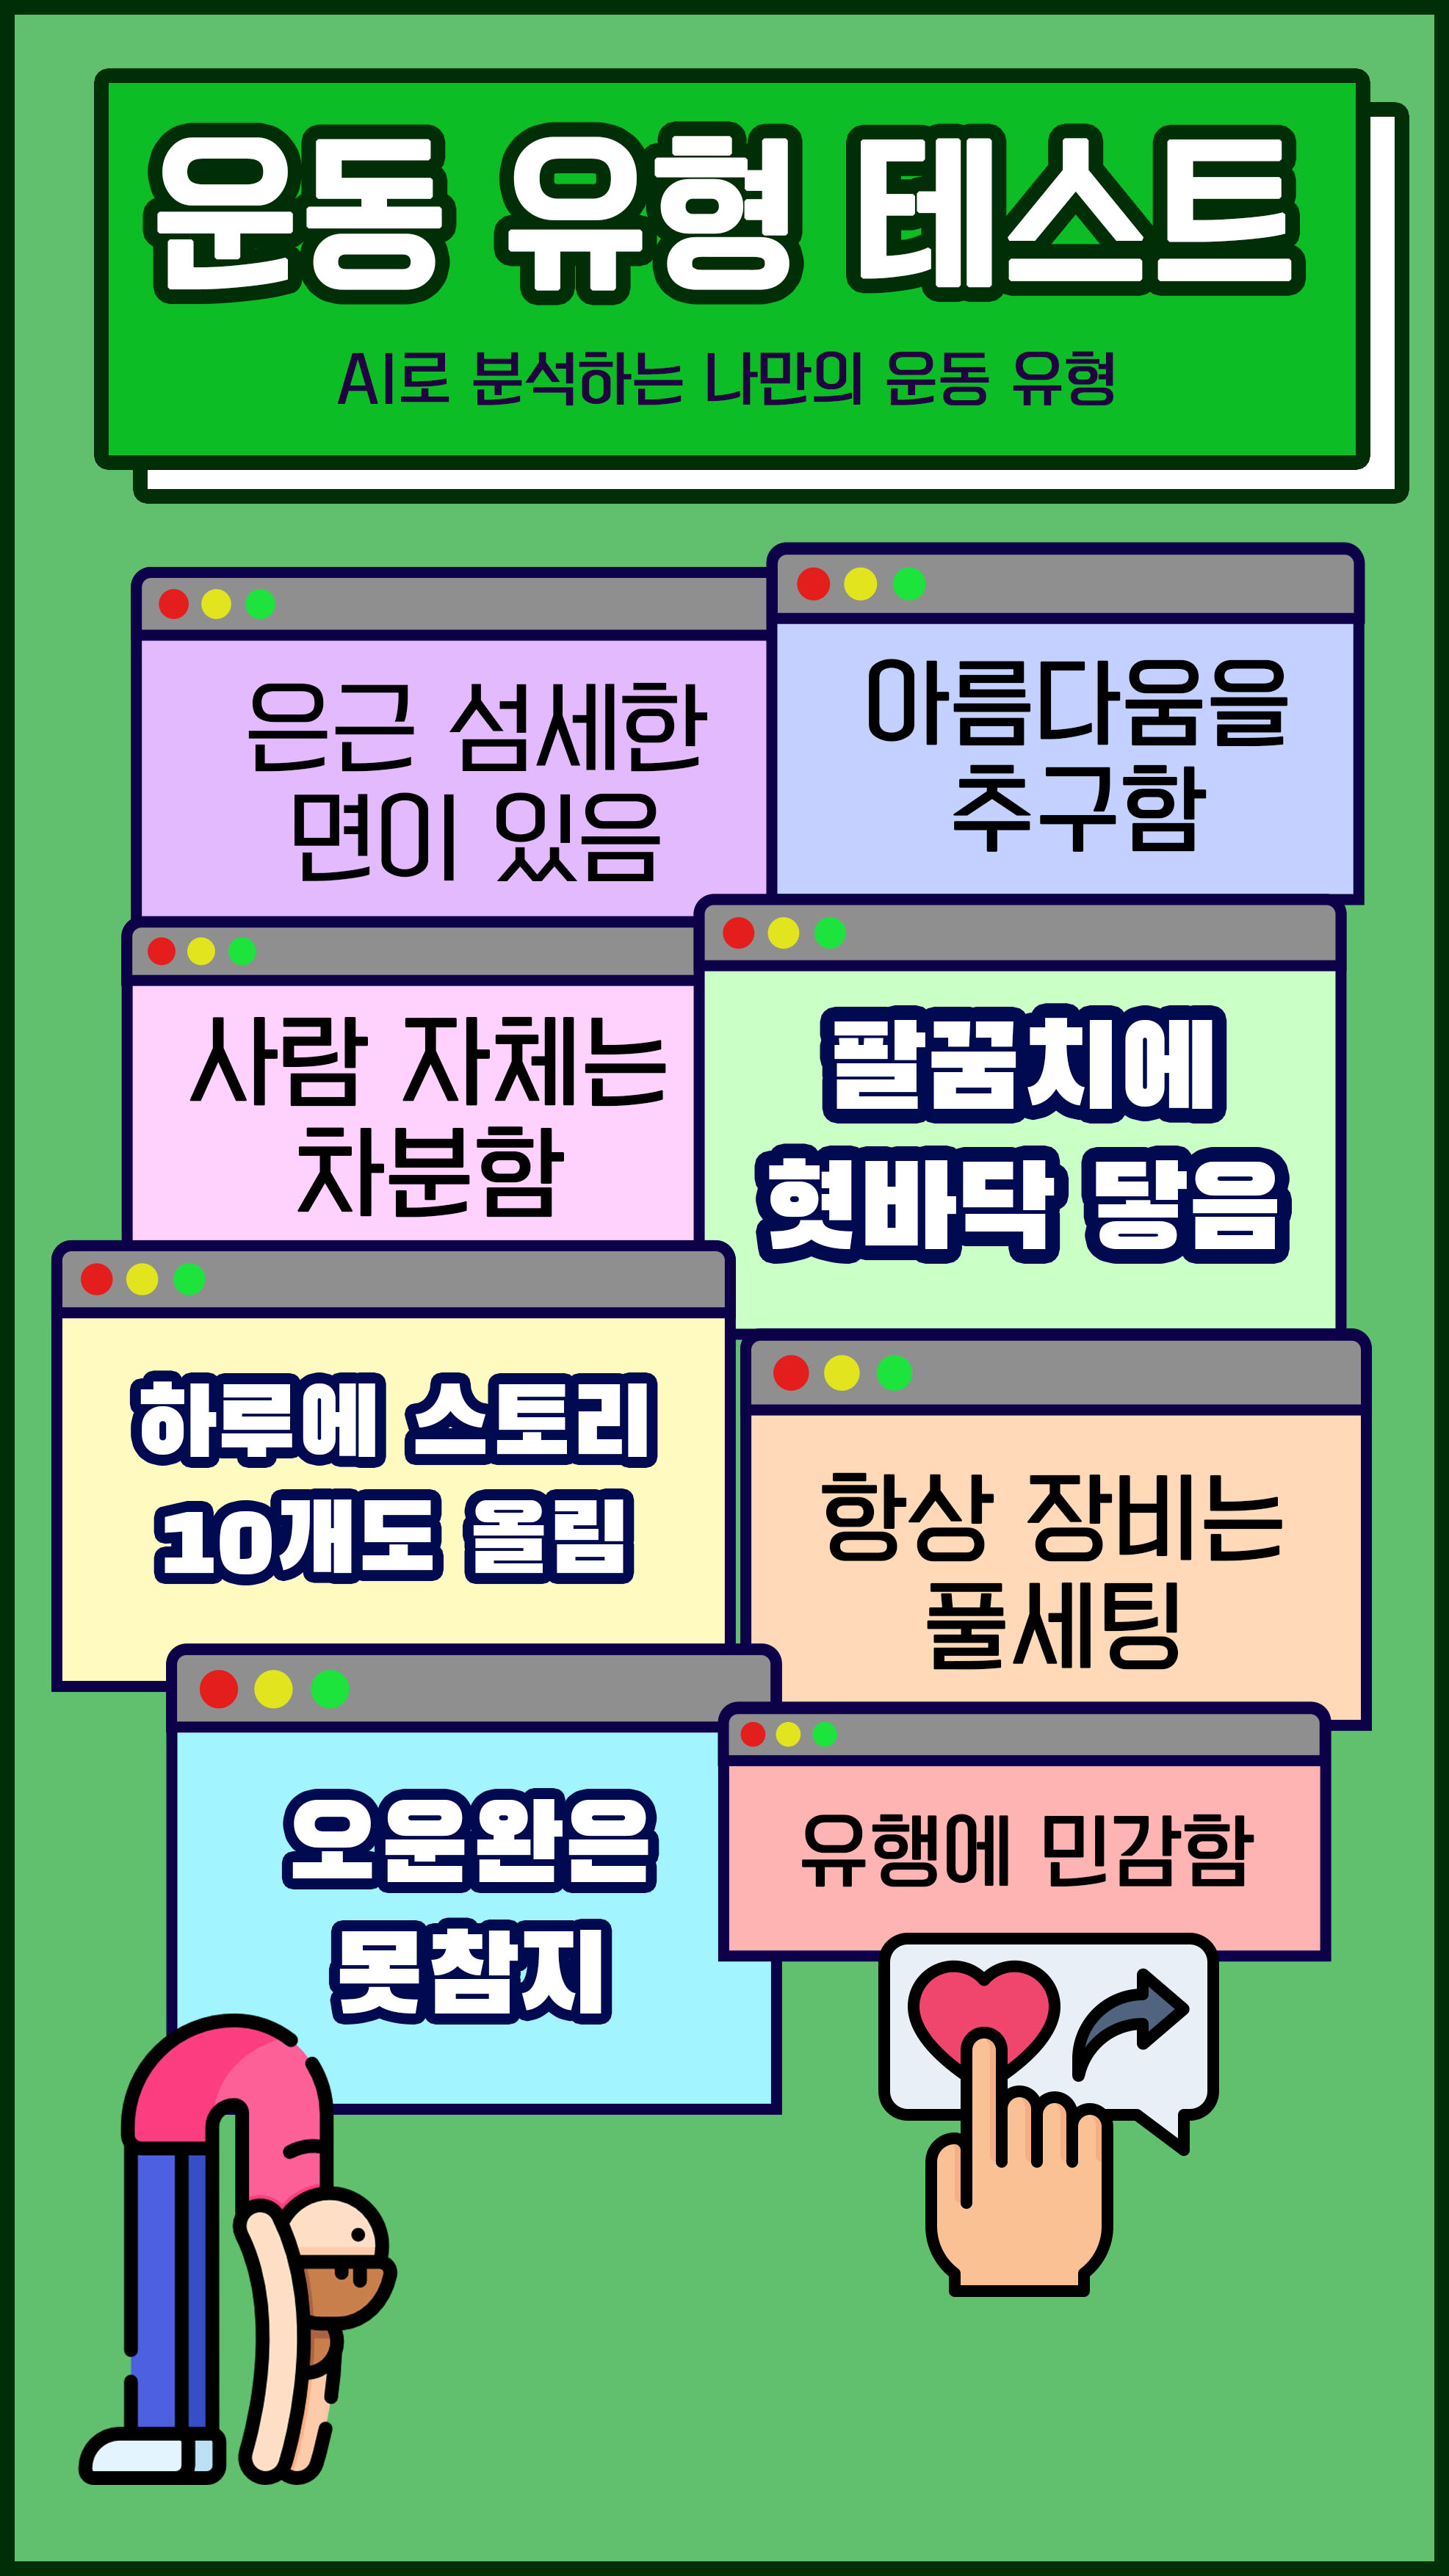 운동 유형 테스트
AI로 분석하는 나만의 운동 유형
은근 섬세한
면이 있음
아름다움을
추구함
사람 자체는
차분함
팔꿈치에
혓바닥 닿음
하루에 스토리
10개도 올림
항상 장비는
풀세팅
오운완은
못참지
유행에 민감함